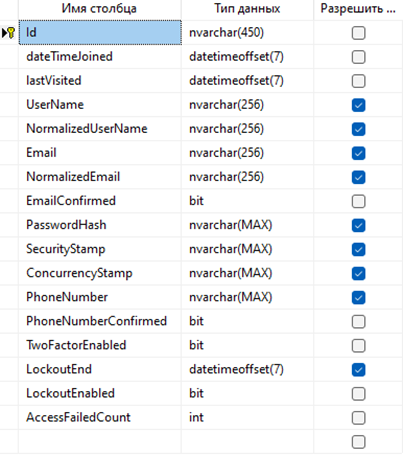 Имя столбца Тип данных Разрешить ...
Id nvarchar(450)
dateTimeJoined datetimeoffset(7)
lastVisited datetimeoffset(7)
UserName nvarchar(256)
NormalizedUserName nvarchar(256)
Email nvarchar(256)
NormalizedEmail nvarchar(256)
EmailConfirmed bit
PasswordHash nvarchar(MAX)
SecurityStamp nvarchar(MAX)
ConcurrencyStamp nvarchar(MAX)
PhoneNumber nvarchar(MAX)
PhoneNumberConfirmed bit
TwoFactorEnabled bit
LockoutEnd datetimeoffset(7)
LockoutEnabled bit
AccessFailedCount int